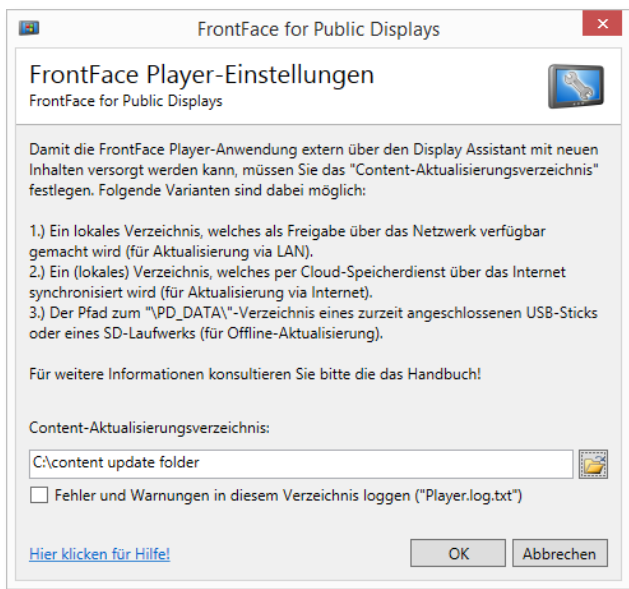 FrontFace for Public Displays
FrontFace Player-Einstellungen
FrontFace for Public Displays
Damit die FrontFace Player-Anwendung extern über den Display Assistant mit neuen
Inhalten versorgt werden kann, müssen Sie das "Content-Aktualisierungsverzeichnis"
festlegen. Folgende Varianten sind dabei möglich:
1.) Ein lokales Verzeichnis, welches als Freigabe über das Netzwerk verfügbar
gemacht wird (für Aktualisierung via LAN).
2.) Ein (lokales) Verzeichnis, welches per Cloud-Speicherdienst über das Internet
synchronisiert wird (für Aktualisierung via Internet).
3.) Der Pfad zum "\PD_DATA\"-Verzeichnis eines zurzeit angeschlossenen USB-Sticks
oder eines SD-Laufwerks (für Offline-Aktualisierung).
Für weitere Informationen konsultieren Sie bitte die das Handbuch!
Content-Aktualisierungsverzeichnis:
C:\content update folder
Fehler und Warnungen in diesem Verzeichnis loggen ("Player.log.txt")
Hier klicken für Hilfe!
OK
Abbrechen